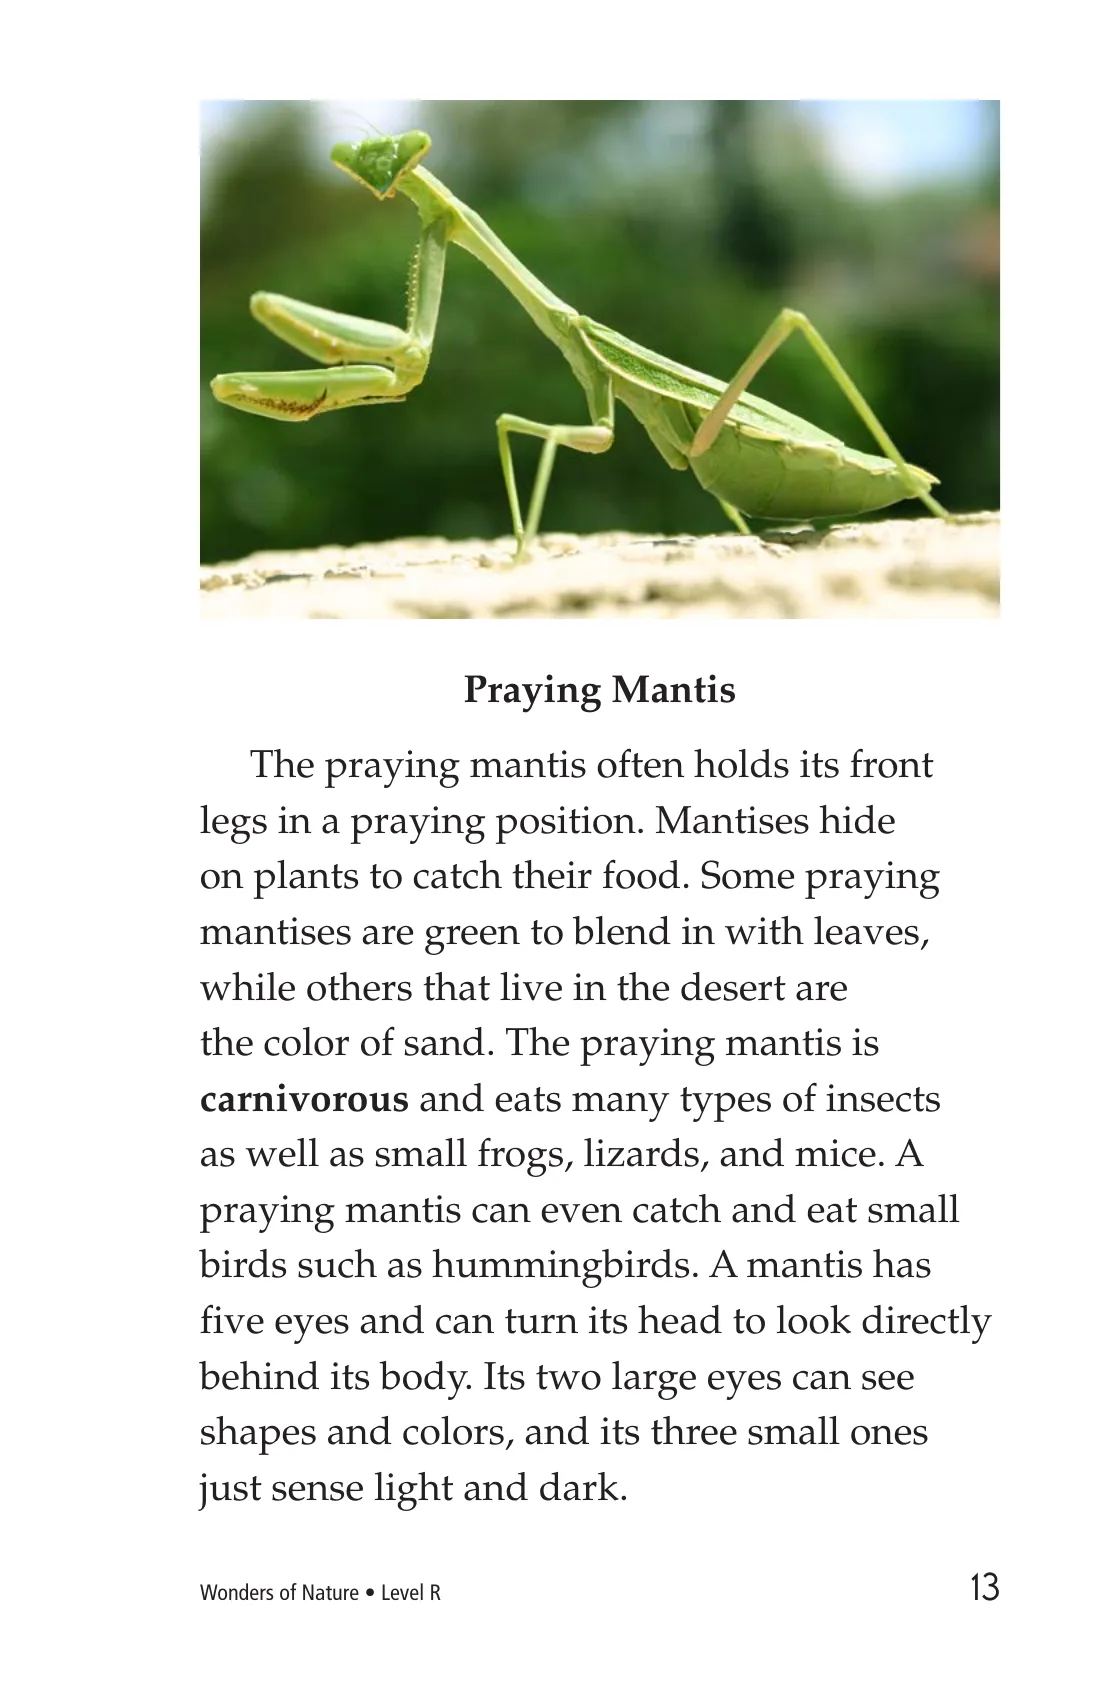 Praying Mantis
The praying mantis often holds its front
legs in a praying position. Mantises hide
on plants to catch their food. Some praying
mantises are green to blend in with leaves,
while others that live in the desert are
the color of sand. The praying mantis is
carnivorous and eats many types of insects
as well as small frogs, lizards, and mice. A
praying mantis can even catch and eat small
birds such as hummingbirds. A mantis has
five eyes and can turn its head to look directly
behind its body. Its two large eyes can see
shapes and colors, and its three small ones
just sense light and dark.
Wonders of Nature • Level R
13